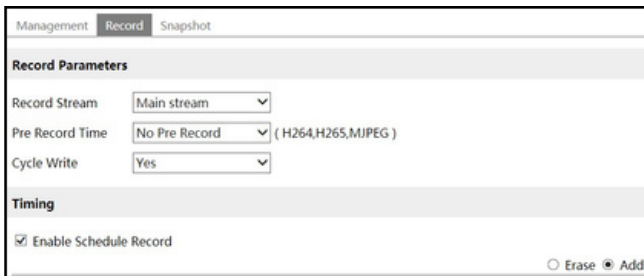 Management Record Snapshot
Record Parameters
Record Stream Main stream
Pre Record Time No Pre Record ( H264,H265,MJPEG )
Cycle Write Yes
Timing
Enable Schedule Record
Erase Add